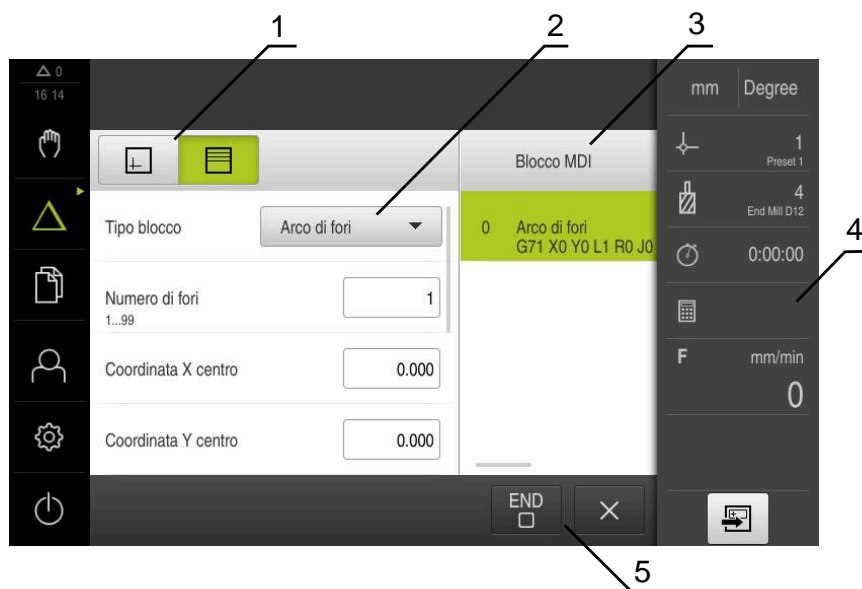 1
2
3
0
16 14
mm
Degree
1
Preset 1
Blocco MDI
4
End Mill D12
Tipo blocco
Arco di fori
0
Arco di fori
G71 X0 Y0 L1 R0 J0
4
0:00:00
Numero di fori
1...99
1
F
mm/min
0
Coordinata X centro
0.000
Coordinata Y centro
0.000
END
5